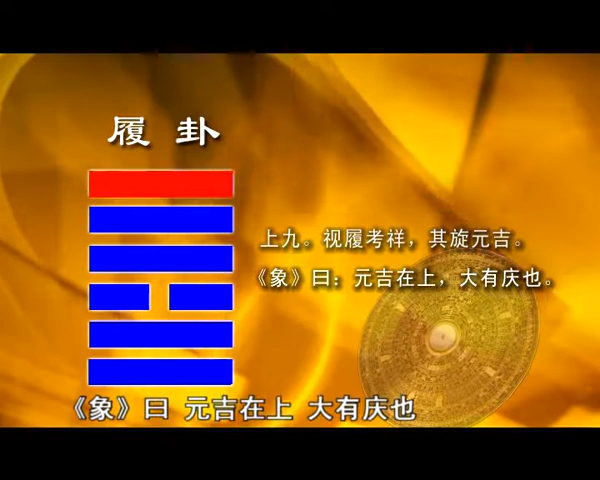 履 卦
上九。视履考祥，其旋元吉。
《象》曰：元吉在上，大有庆也。
《象》曰 元吉在上 大有庆也